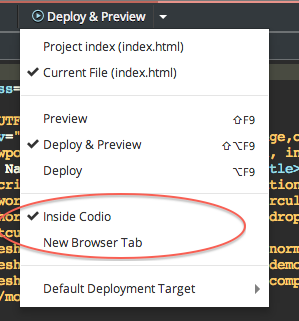 Deploy & Preview
Project index (index.html)
Current File (index.html)
Preview ⇧F9
Deploy & Preview ⇧⌥F9
Deploy ⌥F9
Inside Codio
New Browser Tab
Default Deployment Target